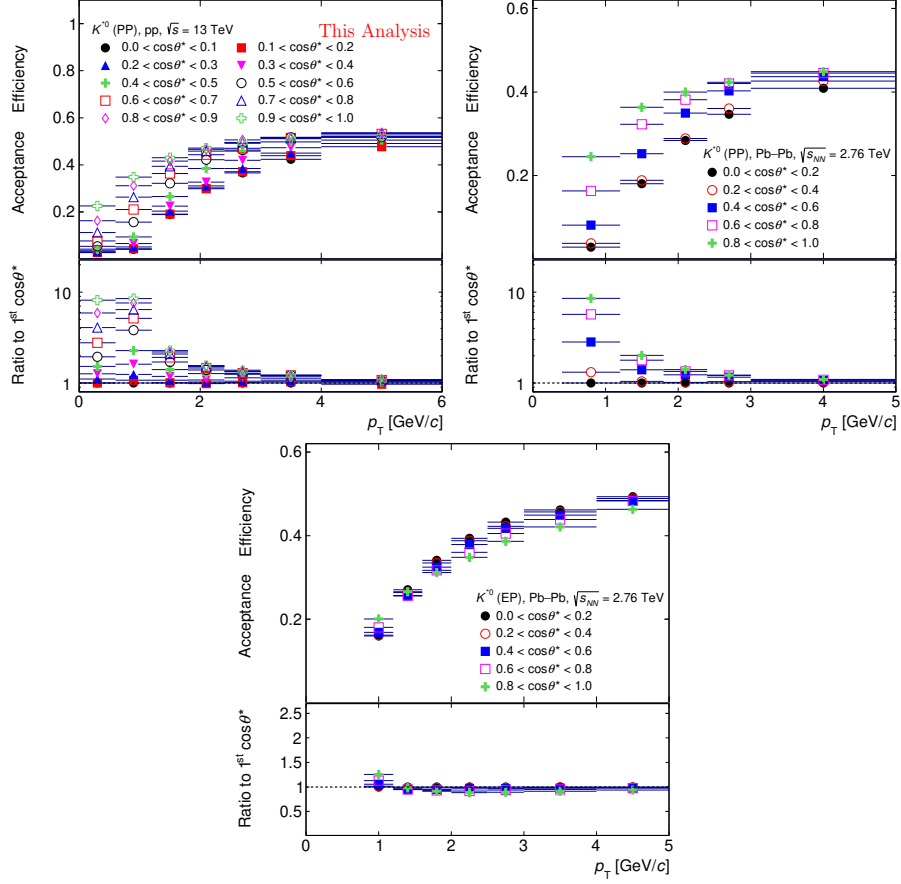 K*0 (PP), pp, √s = 13 TeV
This Analysis
0.0 < cosθ* < 0.1
0.1 < cosθ* < 0.2
0.2 < cosθ* < 0.3
0.3 < cosθ* < 0.4
0.4 < cosθ* < 0.5
0.5 < cosθ* < 0.6
0.6 < cosθ* < 0.7
0.7 < cosθ* < 0.8
0.8 < cosθ* < 0.9
0.9 < cosθ* < 1.0
Acceptance Efficiency
1
0.8
0.6
0.4
0.2
Ratio to 1st cosθ*
10
1
0 2 4 6
pT [GeV/c]
Acceptance Efficiency
0.6
0.4
0.2
K*0 (PP), Pb–Pb, √sNN = 2.76 TeV
0.0 < cosθ* < 0.2
0.2 < cosθ* < 0.4
0.4 < cosθ* < 0.6
0.6 < cosθ* < 0.8
0.8 < cosθ* < 1.0
Ratio to 1st cosθ*
10
1
0 1 2 3 4 5
pT [GeV/c]
Acceptance Efficiency
0.6
0.4
0.2
K*0 (EP), Pb–Pb, √sNN = 2.76 TeV
0.0 < cosθ* < 0.2
0.2 < cosθ* < 0.4
0.4 < cosθ* < 0.6
0.6 < cosθ* < 0.8
0.8 < cosθ* < 1.0
Ratio to 1st cosθ*
2.5
2
1.5
1
0.5
0 1 2 3 4 5
pT [GeV/c]